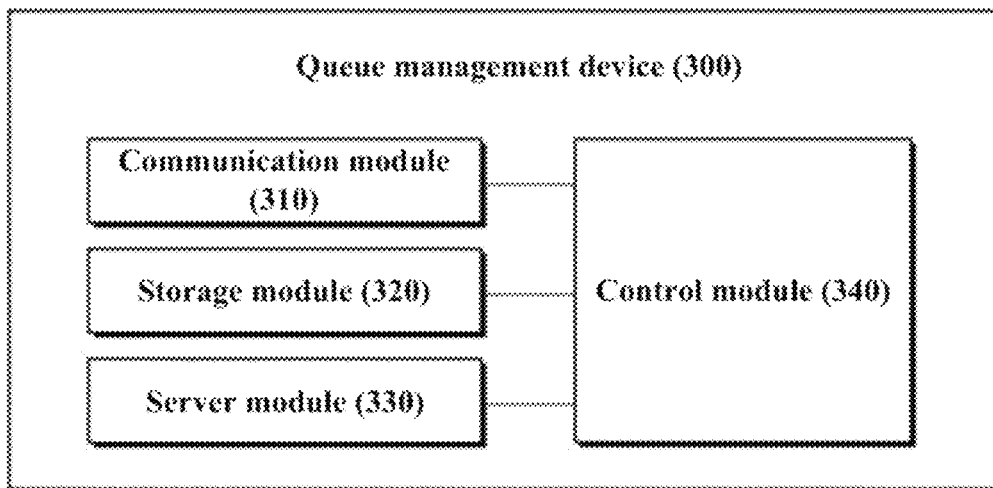 Queue management device (300)
Communication module
(310)
Storage module (320)
Server module (330)
Control module (340)